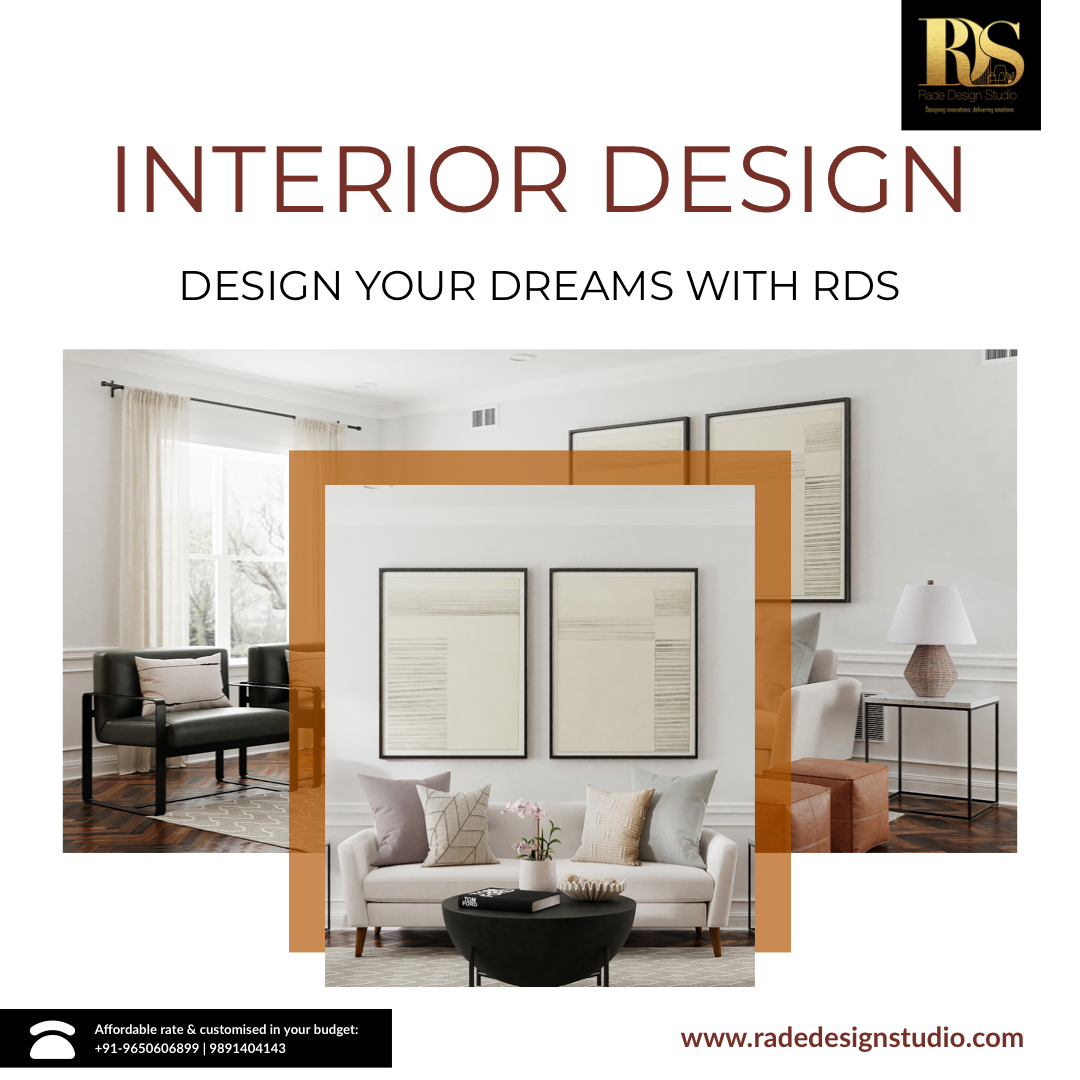 RDS
Rade Design Studio
Designing innovations, delivering emotions
INTERIOR DESIGN
DESIGN YOUR DREAMS WITH RDS
TOM
FORD
Affordable rate & customised in your budget:
+91-9650606899 | 9891404143
www.radedesignstudio.com